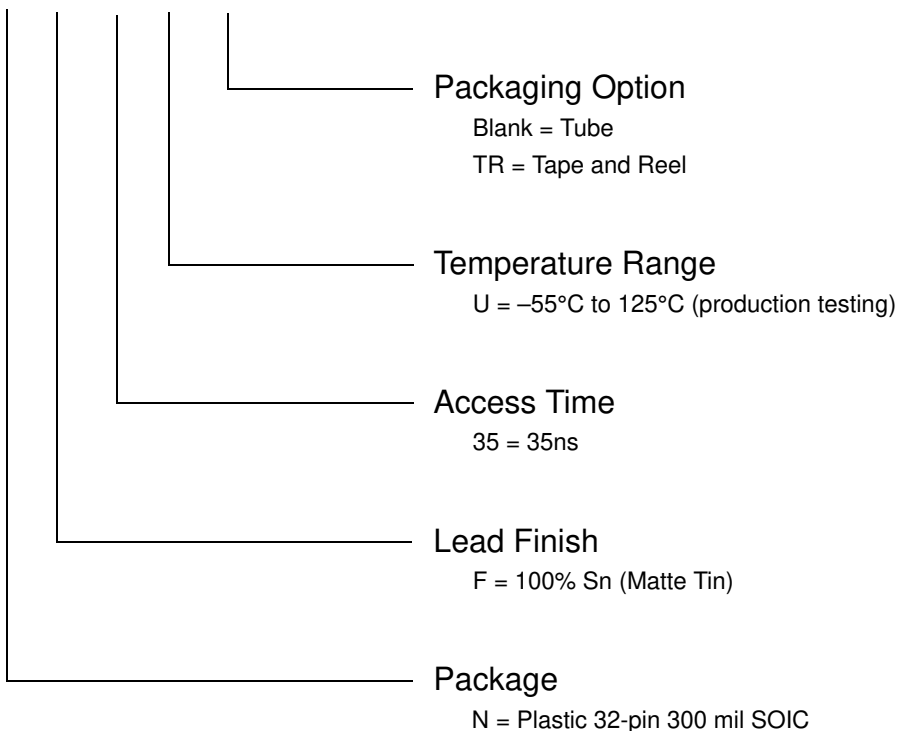 Packaging Option
Blank = Tube
TR = Tape and Reel
Temperature Range
U = –55°C to 125°C (production testing)
Access Time
35 = 35ns
Lead Finish
F = 100% Sn (Matte Tin)
Package
N = Plastic 32-pin 300 mil SOIC